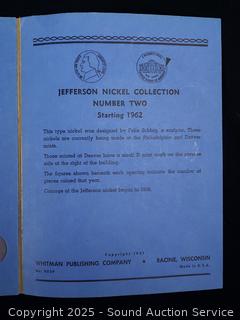 JEFFERSON NICKEL COLLECTION
NUMBER TWO
Starting 1962
This type nickel was designed by Felix Schlag, a sculptor. These
nickels are currently being made at the Philadelphia and Denver
mints.
Those minted at Denver have a small D mint mark on the reverse
side at the right of the building.
The figures shown beneath each opening indicate the number of
pieces coined that year.
Coinage of the Jefferson nickel began in 1938.
Copyright
WHITMAN PUBLISHING COMPANY • RACINE, WISCONSIN
No. Made in U.S.A.
Copyright 2025 - Sound Auction Service